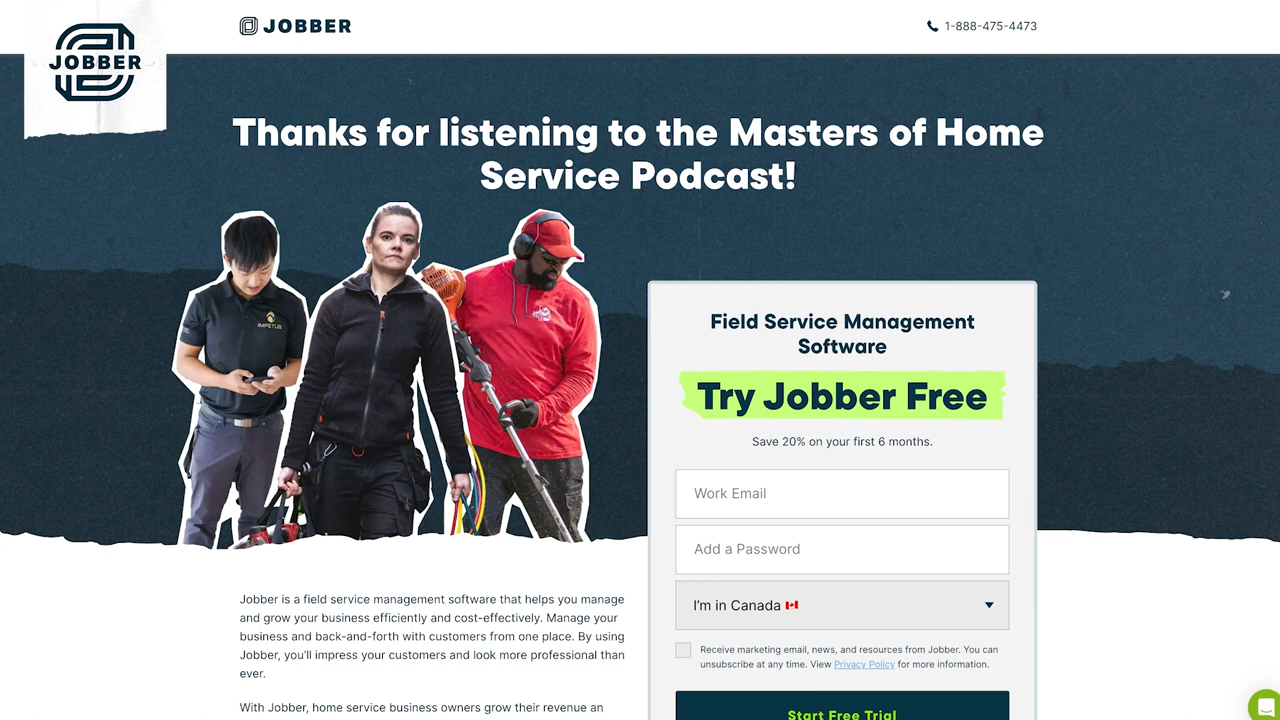 JOBBER
JOBBER
1-888-475-4473
Thanks for listening to the Masters of Home
Service Podcast!
IMPETUS
Field Service Management
Software
Try Jobber Free
Save 20% on your first 6 months.
Work Email
Add a Password
I'm in Canada 🇨🇦
Receive marketing email, news, and resources from Jobber. You can
unsubscribe at any time. View Privacy Policy for more information.
Start Free Trial
Jobber is a field service management software that helps you manage
and grow your business efficiently and cost-effectively. Manage your
business and back-and-forth with customers from one place. By using
Jobber, you'll impress your customers and look more professional than
ever.
With Jobber, home service business owners grow their revenue an